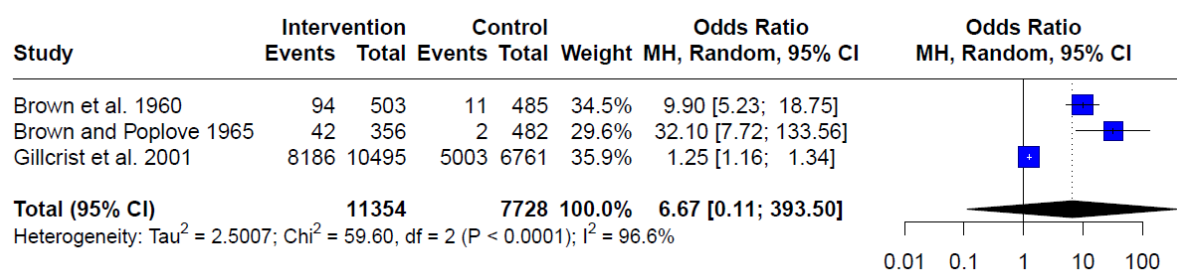 Intervention Control Odds Ratio Odds Ratio
Study Events Total Events Total Weight MH, Random, 95% CI MH, Random, 95% CI
Brown et al. 1960 94 503 11 485 34.5% 9.90 [5.23; 18.75]
Brown and Poplove 1965 42 356 2 482 29.6% 32.10 [7.72; 133.56]
Gillcrist et al. 2001 8186 10495 5003 6761 35.9% 1.25 [1.16; 1.34]
Total (95% CI) 11354 7728 100.0% 6.67 [0.11; 393.50]
Heterogeneity: Tau² = 2.5007; Chi² = 59.60, df = 2 (P < 0.0001); I² = 96.6%
0.01 0.1 1 10 100